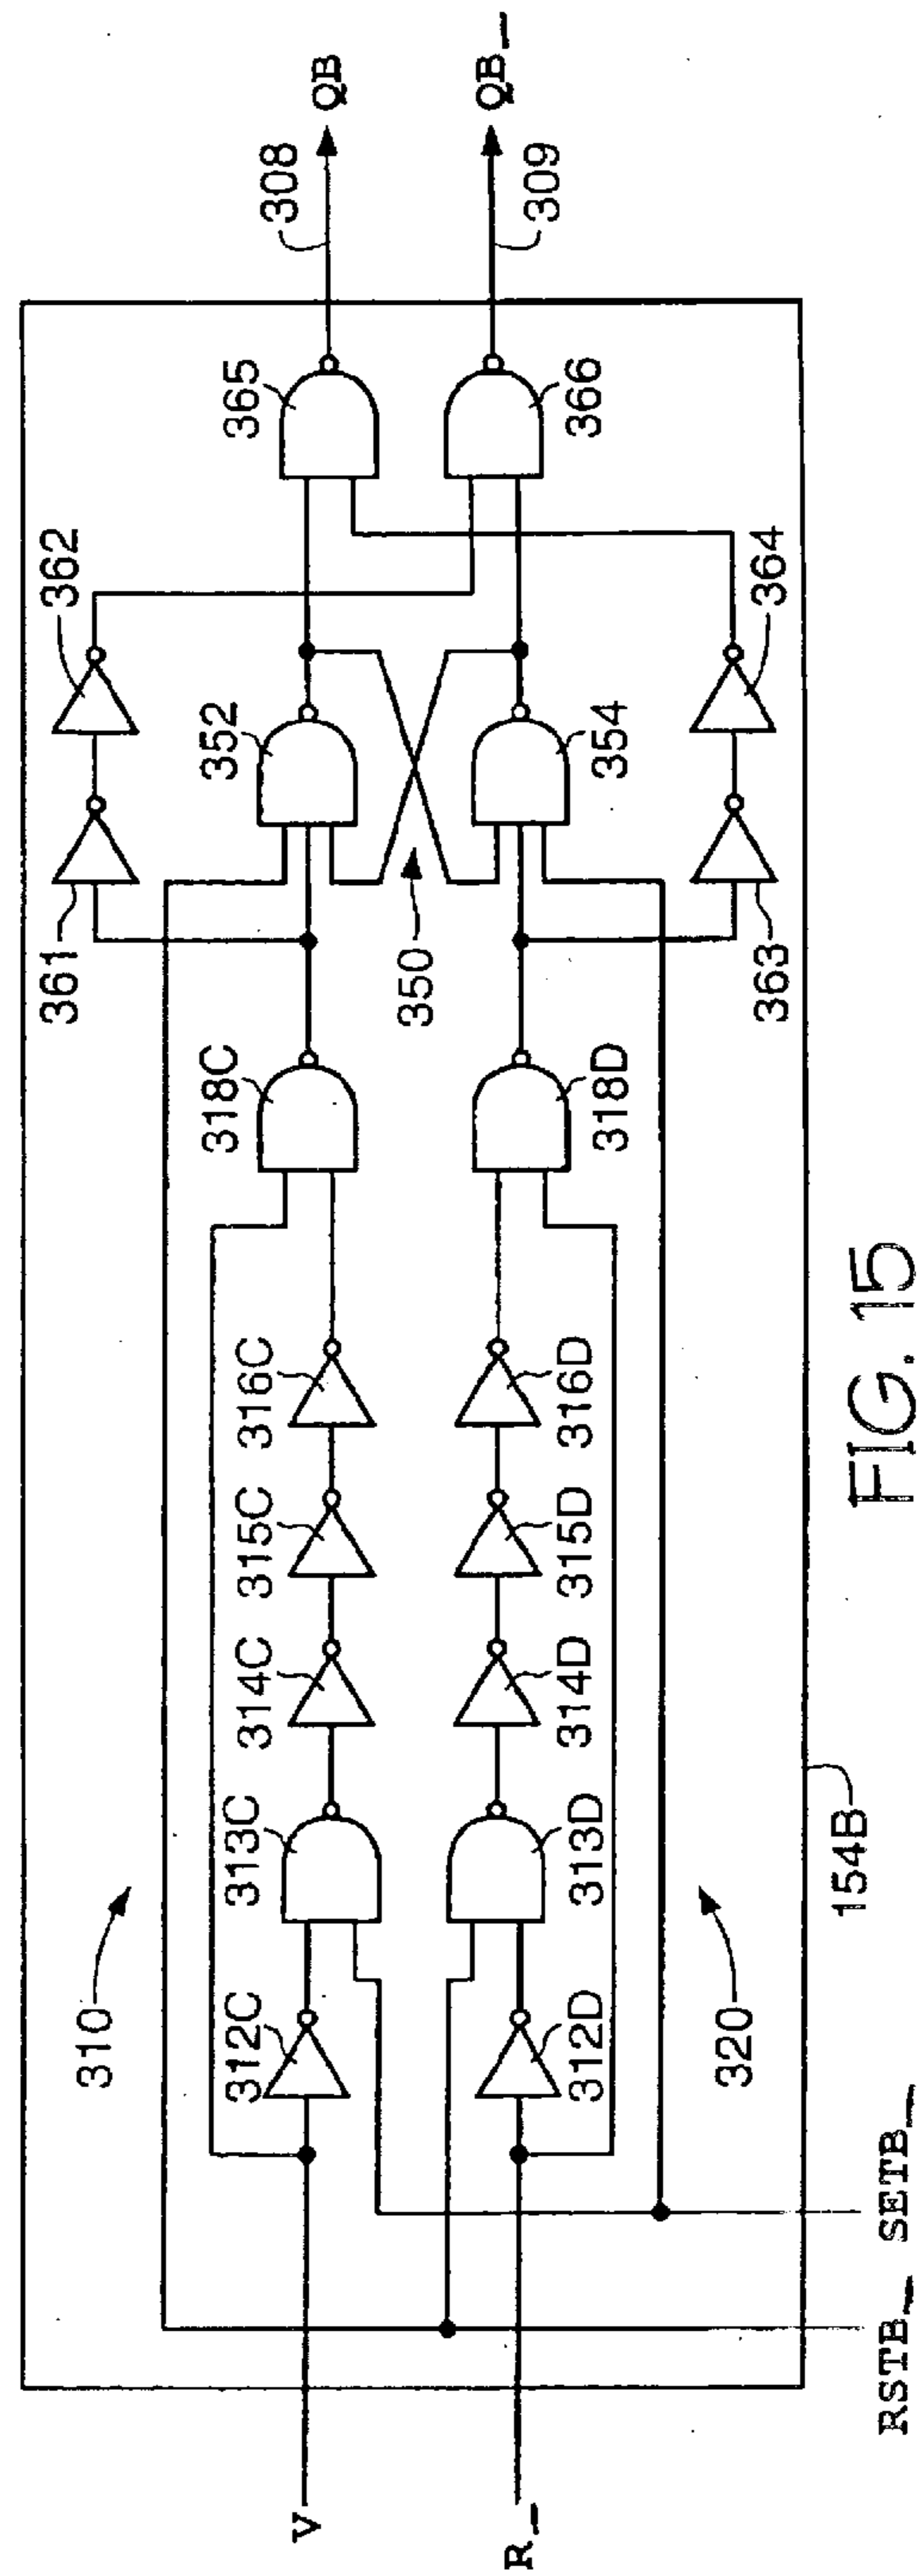 310
361
362
308
QB
312C
313C
314C
315C
316C
318C
352
365
350
V
R_
QB_
309
312D
313D
314D
315D
316D
318D
354
366
320
363
364
154B
RSTB_ SETB_
FIG. 15